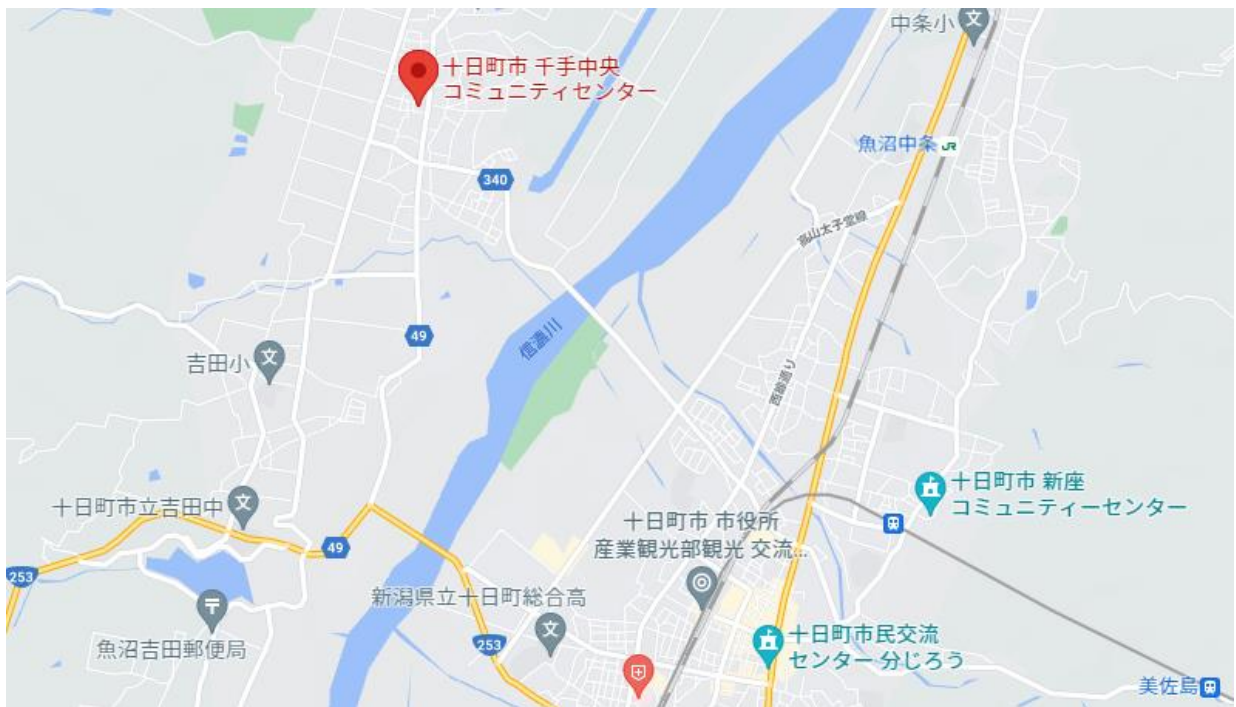 中条小
十日町市 千手中央
コミュニティセンター
魚沼中条
JR
340
高山太子堂線
信濃川
49
吉田小
西線通り
十日町市立吉田中
十日町市 新座
コミュニティーセンター
十日町市 市役所
産業観光部観光 交流...
49
253
新潟県立十日町総合高
253
魚沼吉田郵便局
十日町市民交流
センター 分じろう
美佐島